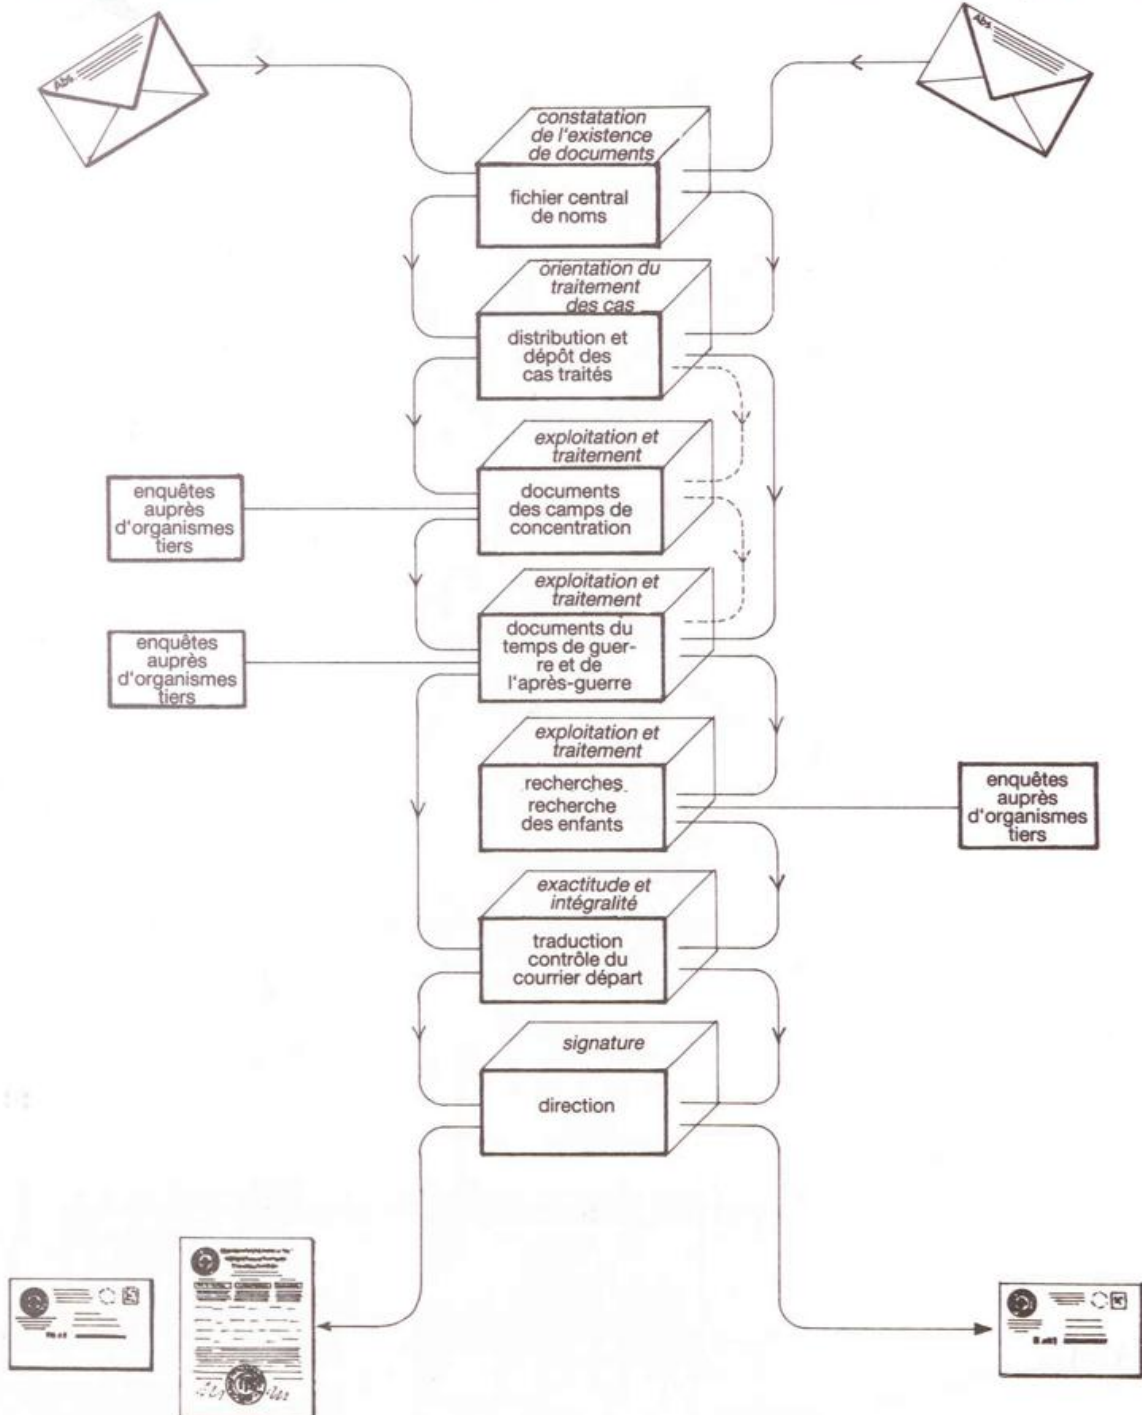 Abs
Abs
constatation
de l'existence
de documents
fichier central
de noms
orientation du
traitement
des cas
distribution et
dépôt des
cas traités
exploitation et
traitement
documents
des camps de
concentration
enquêtes
auprès
d'organismes
tiers
exploitation et
traitement
documents du
temps de guer-
re et de
l'après-guerre
enquêtes
auprès
d'organismes
tiers
exploitation et
traitement
recherches
recherche
des enfants
enquêtes
auprès
d'organismes
tiers
exactitude et
intégralité
traduction
contrôle du
courrier départ
signature
direction